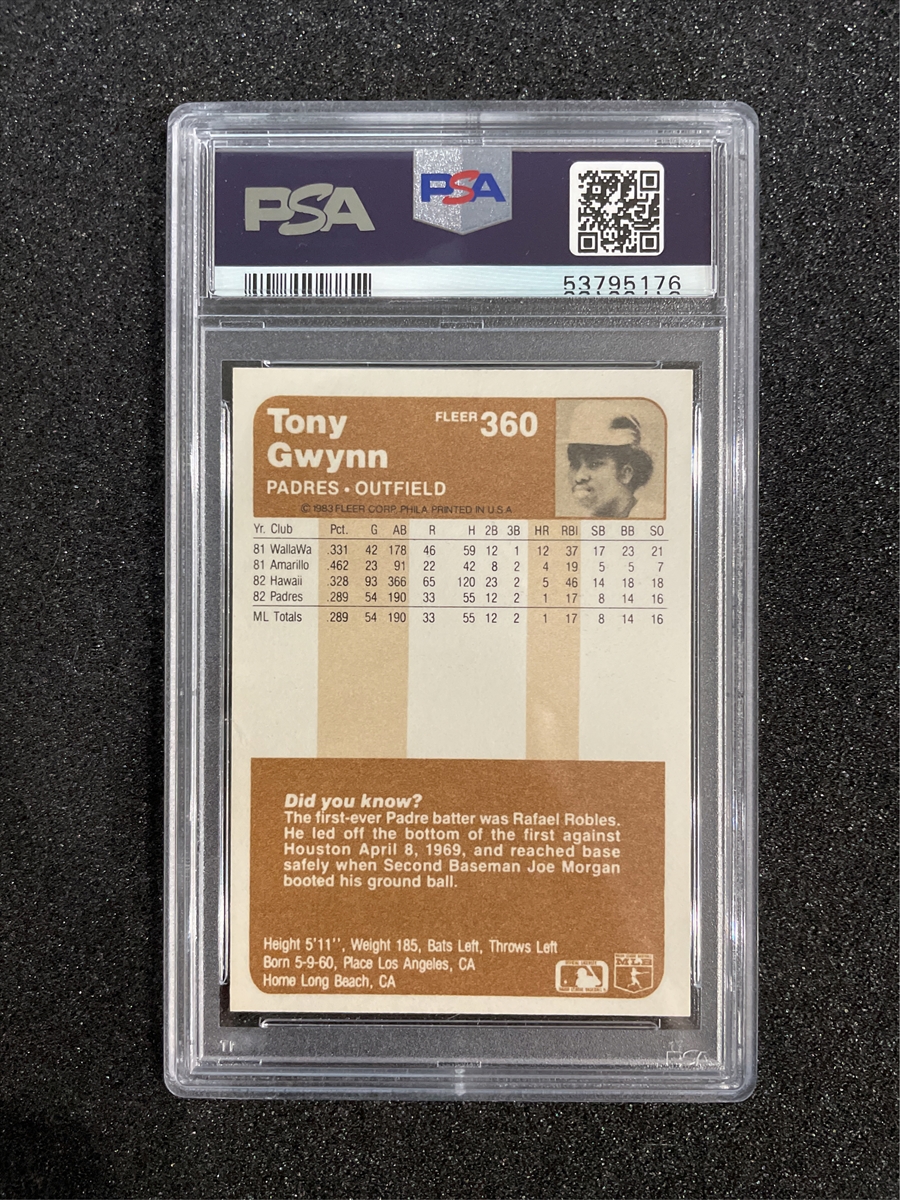 PSA PSA
53795176
Tony
Gwynn
FLEER 360
PADRES • OUTFIELD
© 1983 FLEER CORP. PHILA. PRINTED IN U.S.A.
Yr. Club Pct. G AB R H 2B 3B HR RBI SB BB SO
81 WallaWa .331 42 178 46 59 12 1 12 37 17 23 21
81 Amarillo .462 23 91 22 42 8 2 4 19 5 5 7
82 Hawaii .328 93 366 65 120 23 2 5 46 14 18 18
82 Padres .289 54 190 33 55 12 2 1 17 8 14 16
ML Totals .289 54 190 33 55 12 2 1 17 8 14 16
Did you know?
The first-ever Padre batter was Rafael Robles.
He led off the bottom of the first against
Houston April 8, 1969, and reached base
safely when Second Baseman Joe Morgan
booted his ground ball.
Height 5'11'', Weight 185, Bats Left, Throws Left
Born 5-9-60, Place Los Angeles, CA
Home Long Beach, CA
PSA